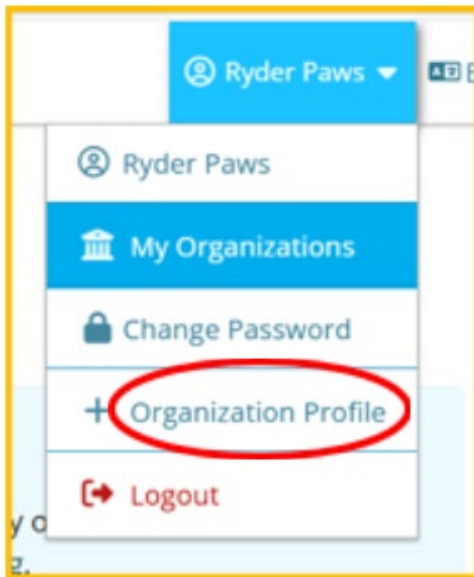 Ryder Paws
Ryder Paws
My Organizations
Change Password
Organization Profile
Logout